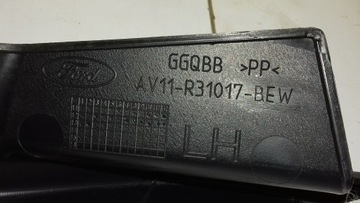 Ford
GGQBB >PP<
AV11-R31017-BEW
LH